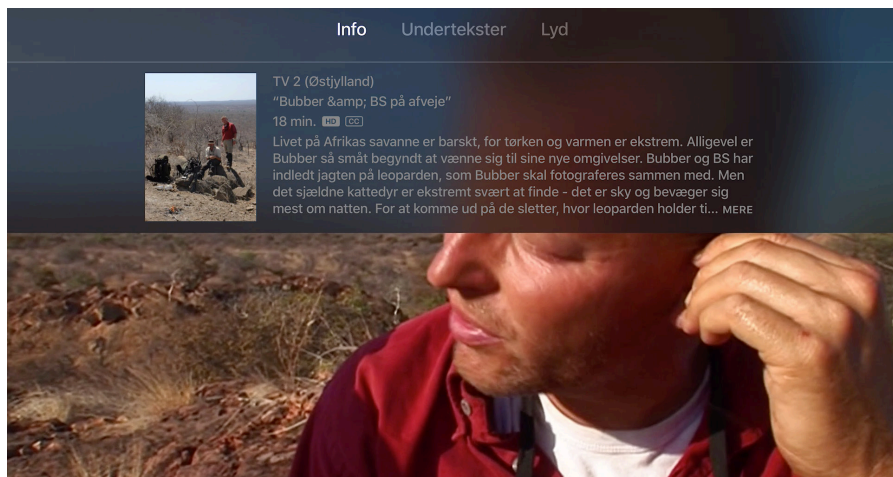 Info Undertekster Lyd
TV 2 (Østjylland)
“Bubber &amp; BS på afveje”
18 min. HD CC
Livet på Afrikas savanne er barskt, for tørken og varmen er ekstrem. Alligevel er
Bubber så småt begyndt at vænne sig til sine nye omgivelser. Bubber og BS har
indledt jagten på leoparden, som Bubber skal fotograferes sammen med. Men
det sjældne kattedyr er ekstremt svært at finde - det er sky og bevæger sig
mest om natten. For at komme ud på de sletter, hvor leoparden holder ti... MERE